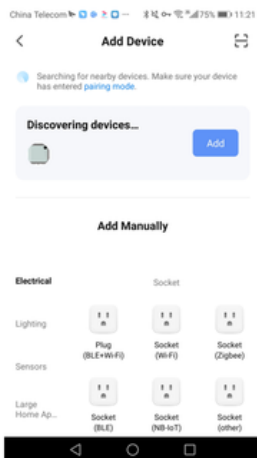 China Telecom 75% 11:21
Add Device
Searching for nearby devices. Make sure your device
has entered pairing mode.
Discovering devices...
Add
Add Manually
Electrical
Socket
Lighting
Plug
(BLE+Wi-Fi)
Socket
(Wi-Fi)
Socket
(Zigbee)
Sensors
Large
Home Ap...
Socket
(BLE)
Socket
(NB-IoT)
Socket
(other)